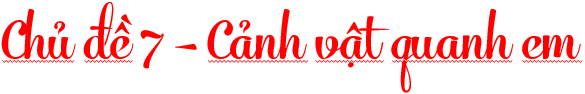 Chủ đề 7 - Cảnh vật quanh em